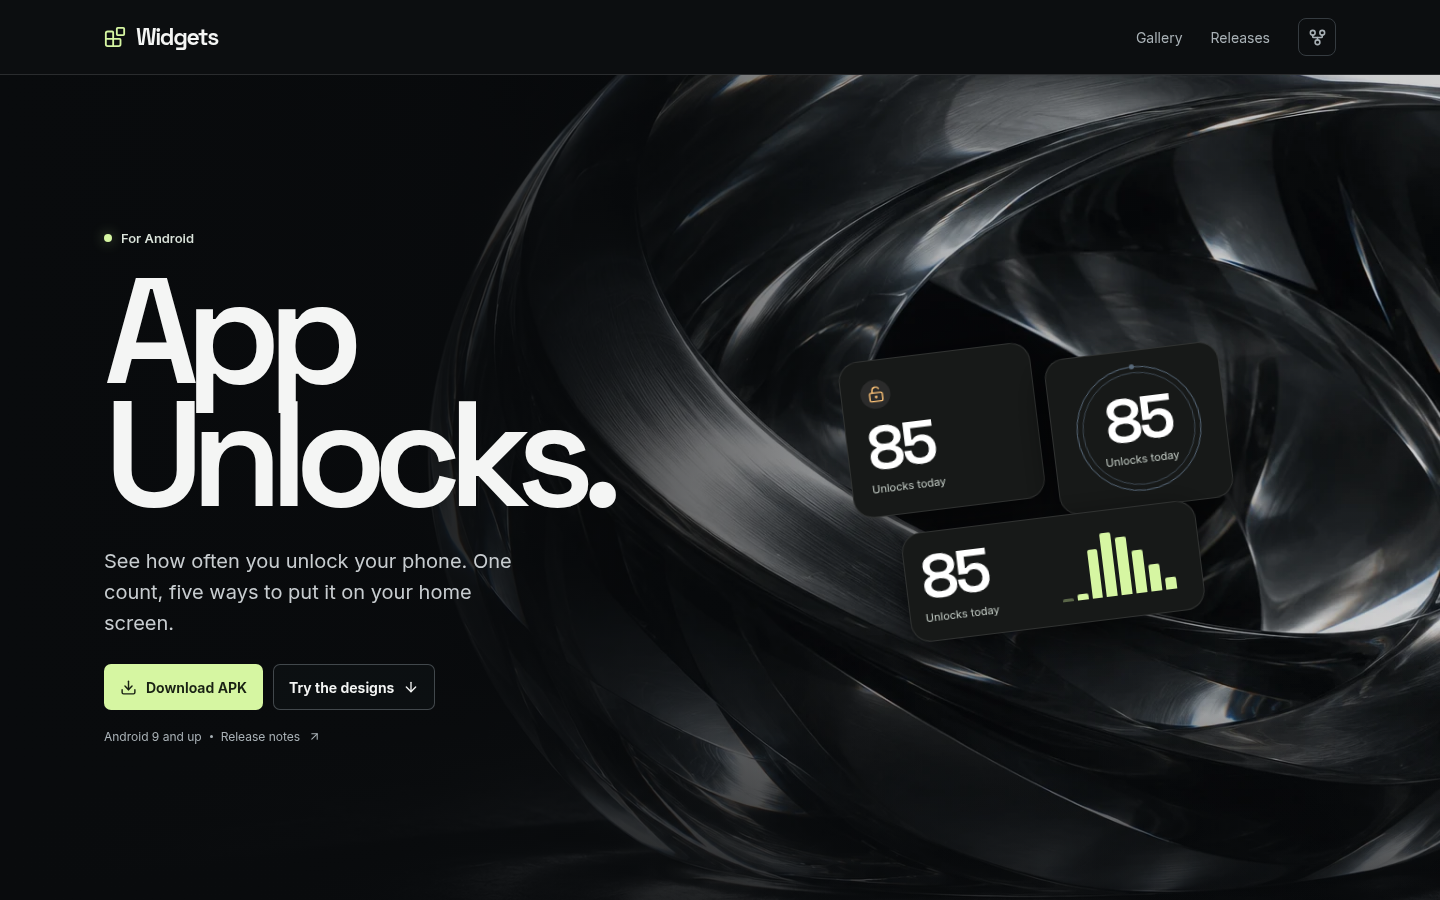 Widgets
Gallery
Releases
For Android
App
Unlocks.
See how often you unlock your phone. One
count, five ways to put it on your home
screen.
Download APK
Try the designs
Android 9 and up • Release notes
85
Unlocks today
85
Unlocks today
85
Unlocks today